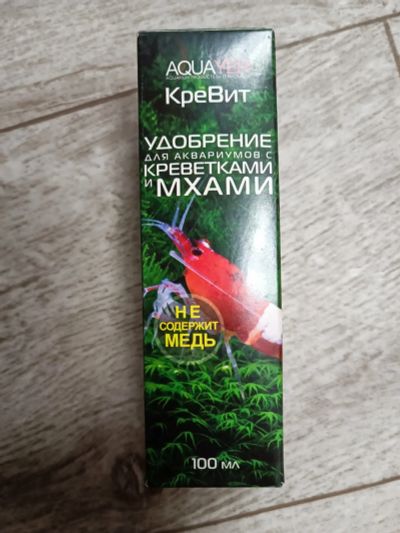 AQUAYER
КреВит
УДОБРЕНИЕ
ДЛЯ АКВАРИУМОВ С
КРЕВЕТКАМИ
И МХАМИ
НЕ
СОДЕРЖИТ
МЕДЬ
100 мл